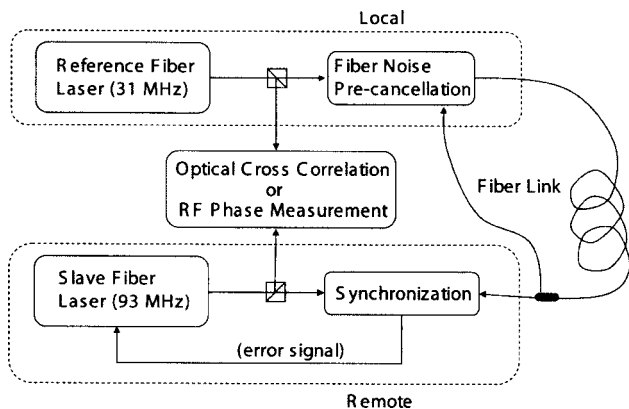 Local
Reference Fiber
Laser (31 MHz)
Fiber Noise
Pre-cancellation
Optical Cross Correlation
or
RF Phase Measurement
Fiber Link
Slave Fiber
Laser (93 MHz)
Synchronization
(error signal)
Remote